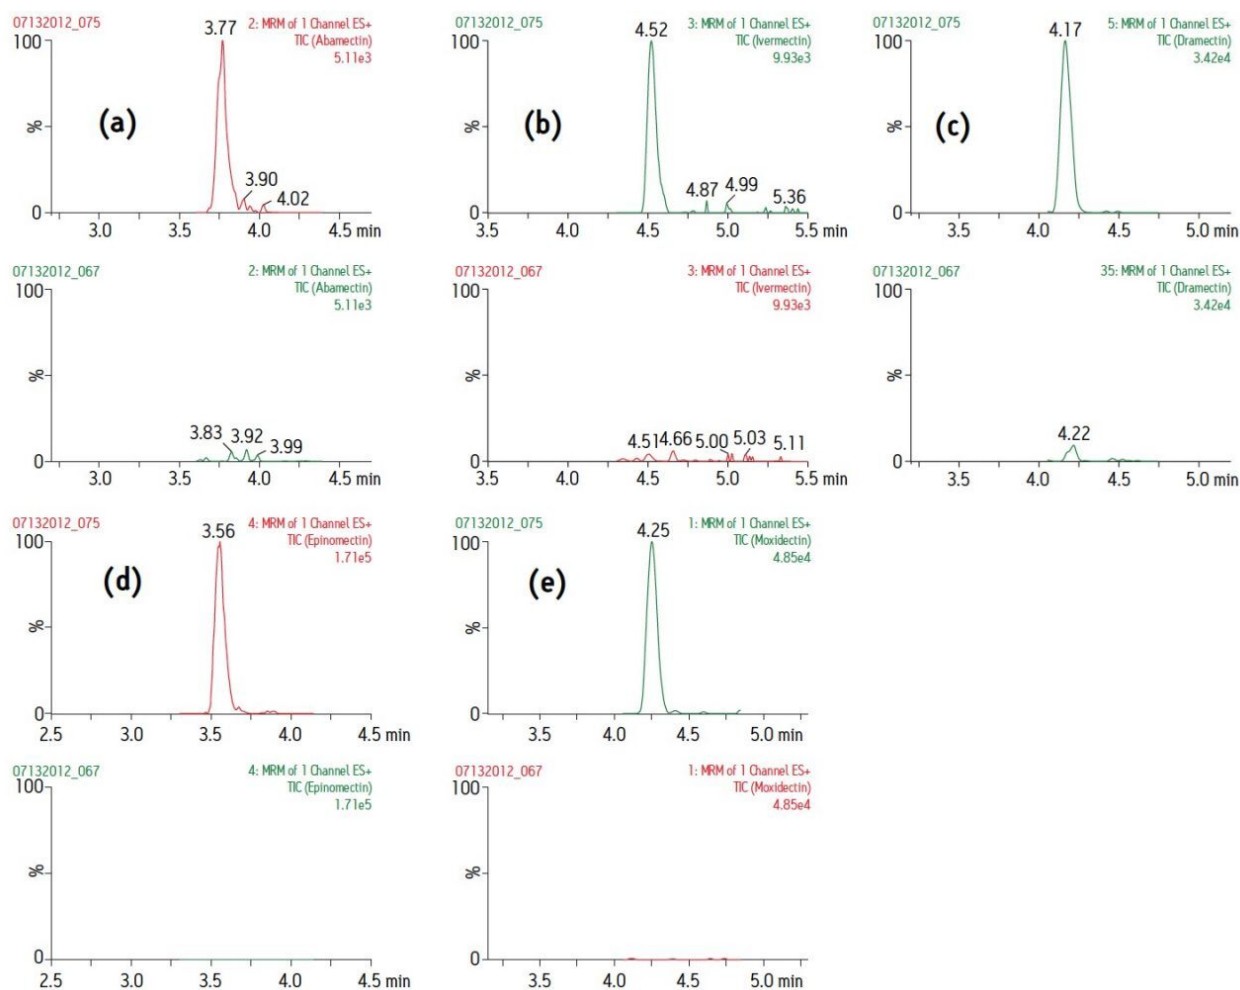 07132012_075
2: MRM of 1 Channel ES+
TIC (Abamectin)
5.11e3
3.77
100
%
0
(a)
3.90
4.02
3.0 3.5 4.0 4.5 min
07132012_075
3: MRM of 1 Channel ES+
TIC (Ivermectin)
9.93e3
4.52
100
%
0
(b)
4.87 4.99 5.36
3.5 4.0 4.5 5.0 5.5 min
07132012_075
5: MRM of 1 Channel ES+
TIC (Dramectin)
3.42e4
4.17
100
%
0
(c)
3.5 4.0 4.5 5.0 min
07132012_067
2: MRM of 1 Channel ES+
TIC (Abamectin)
5.11e3
100
%
0
3.83 3.92 3.99
3.0 3.5 4.0 4.5 min
07132012_067
3: MRM of 1 Channel ES+
TIC (Ivermectin)
9.93e3
100
%
0
4.51 4.66 5.00 5.03 5.11
3.5 4.0 4.5 5.0 5.5 min
07132012_067
35: MRM of 1 Channel ES+
TIC (Dramectin)
3.42e4
100
%
0
4.22
3.5 4.0 4.5 5.0 min
07132012_075
4: MRM of 1 Channel ES+
TIC (Epinomectin)
1.71e5
3.56
100
%
0
(d)
2.5 3.0 3.5 4.0 4.5 min
07132012_075
1: MRM of 1 Channel ES+
TIC (Moxidectin)
4.85e4
4.25
100
%
0
(e)
3.5 4.0 4.5 5.0 min
07132012_067
4: MRM of 1 Channel ES+
TIC (Epinomectin)
1.71e5
100
%
0
2.5 3.0 3.5 4.0 4.5 min
07132012_067
1: MRM of 1 Channel ES+
TIC (Moxidectin)
4.85e4
100
%
0
4.0 4.5 5.0 min